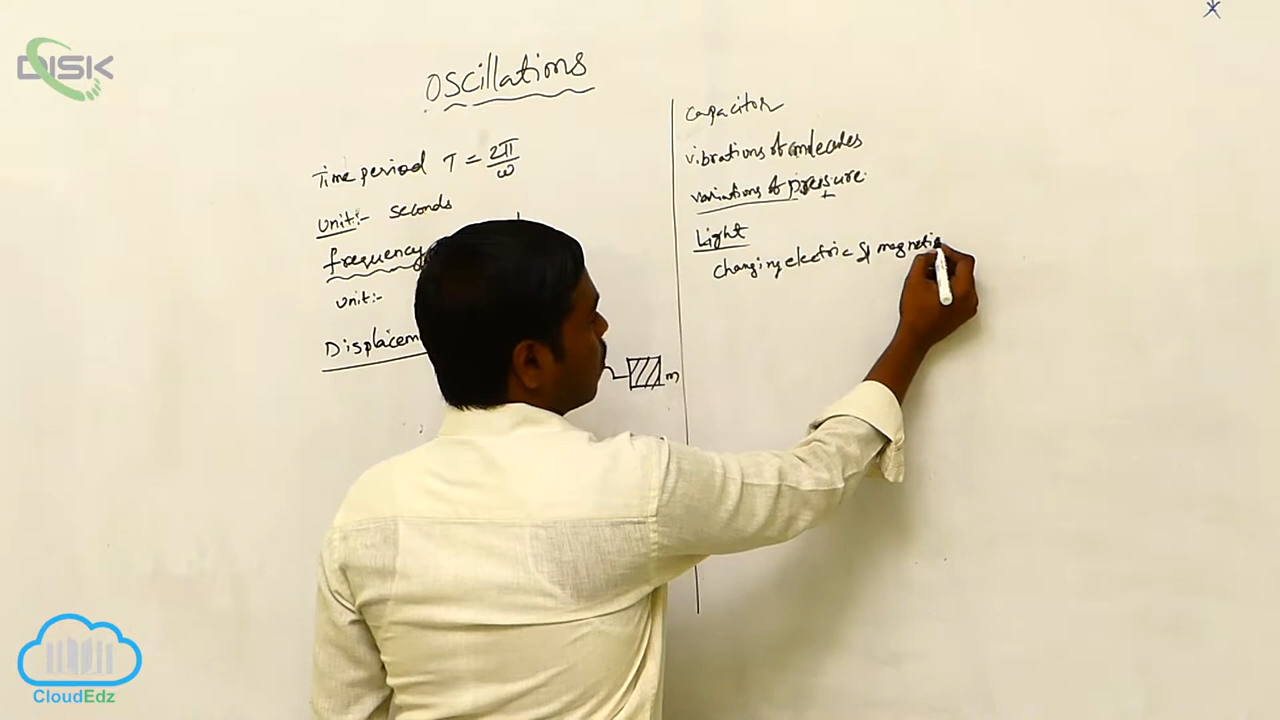 DISK
Oscillations
Time period T = 2π/ω
Unit:- seconds
frequency
Unit:-
Displacem
m
capacitor
vibrations of molecules
variations of pressure
Light
changing electric & magnetic
CloudEdz